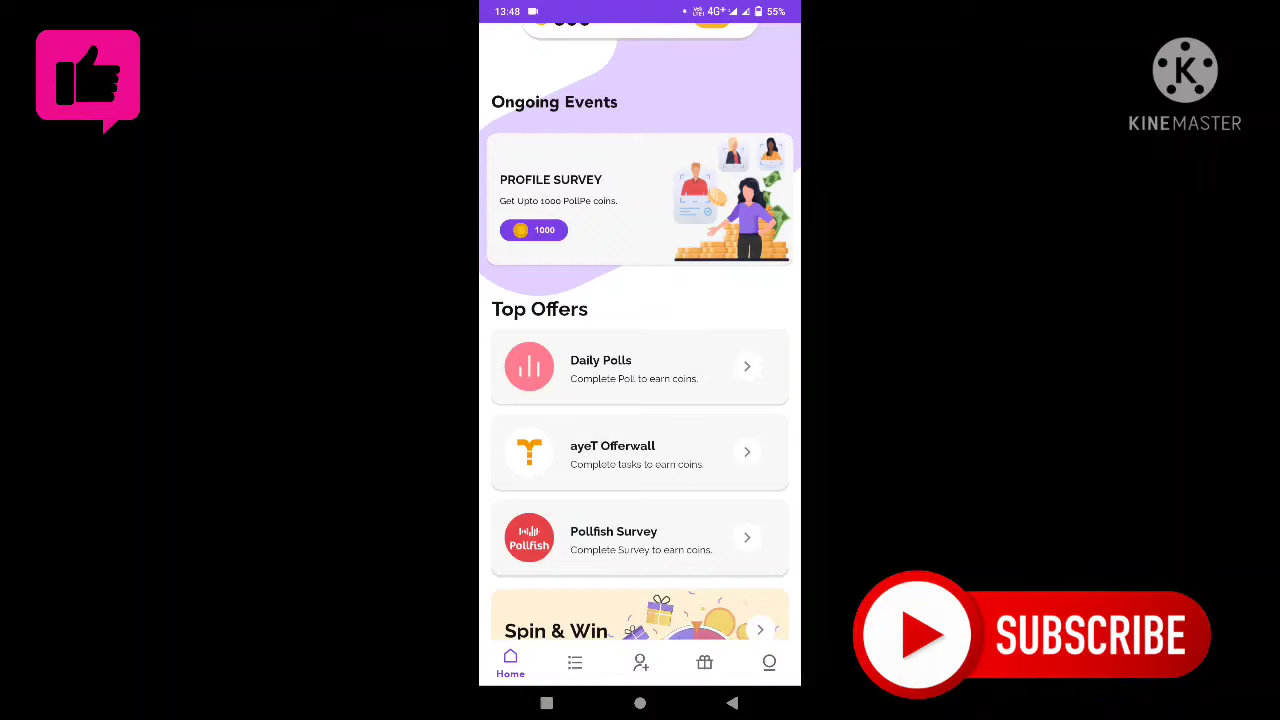 13:48
Vo LTE1 4G+ 55%
KINEMASTER
Ongoing Events
PROFILE SURVEY
Get Upto 1000 PollPe coins.
1000
Top Offers
Daily Polls
Complete Poll to earn coins.
ayeT Offerwall
Complete tasks to earn coins.
Pollfish
Pollfish Survey
Complete Survey to earn coins.
Spin & Win
SUBSCRIBE
Home